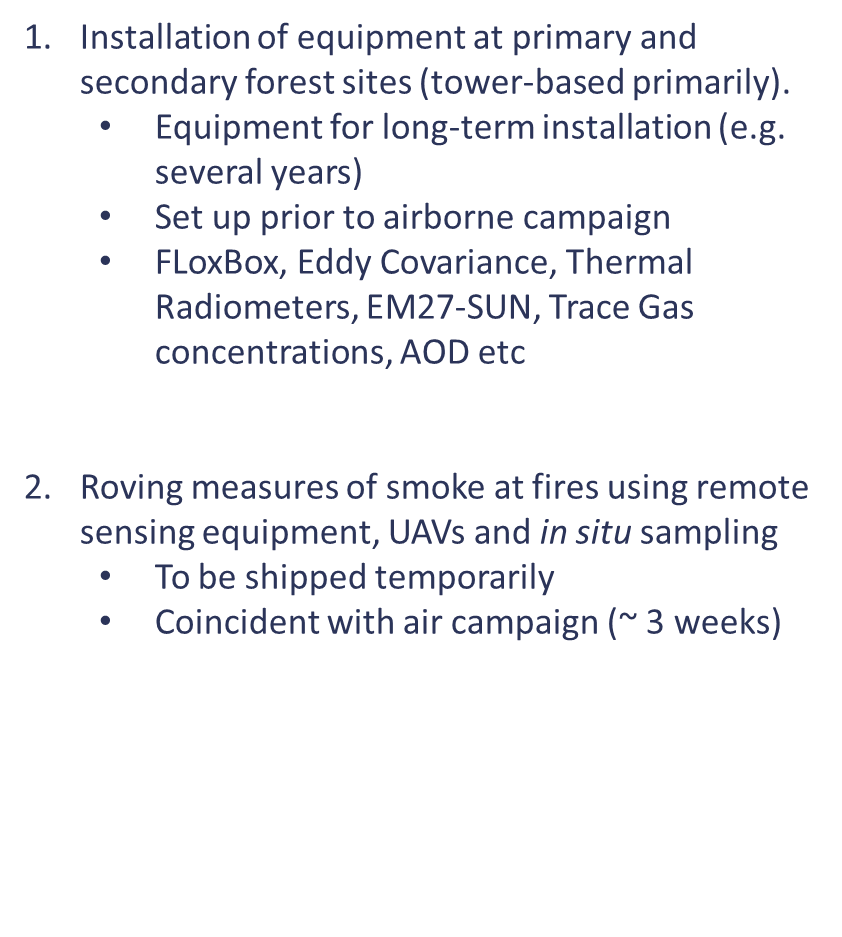 1. Installation of equipment at primary and
secondary forest sites (tower-based primarily).
• Equipment for long-term installation (e.g.
several years)
• Set up prior to airborne campaign
• FLoxBox, Eddy Covariance, Thermal
Radiometers, EM27-SUN, Trace Gas
concentrations, AOD etc
2. Roving measures of smoke at fires using remote
sensing equipment, UAVs and in situ sampling
• To be shipped temporarily
• Coincident with air campaign (~ 3 weeks)